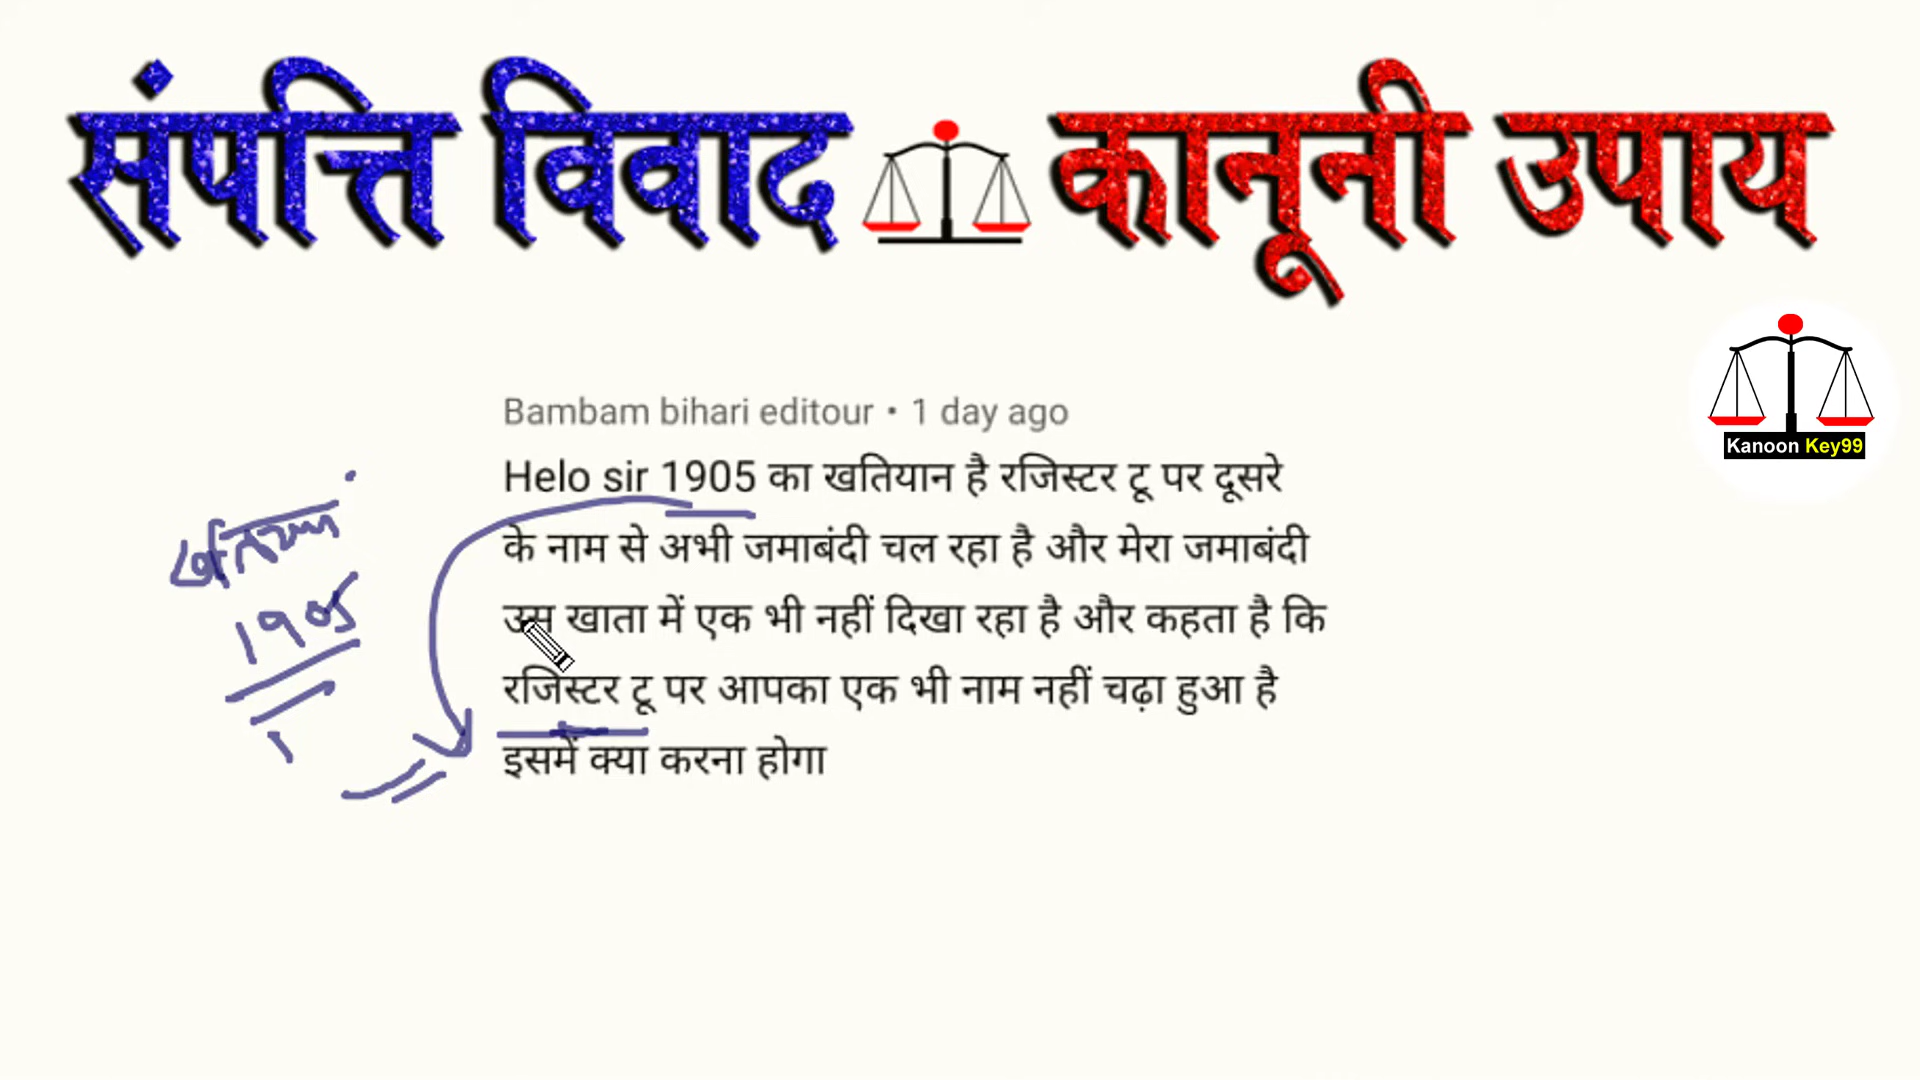 संपत्ति विवाद कानूनी उपाय
Kanoon Key99
Bambam bihari editour • 1 day ago
Helo sir 1905 का खतियान है रजिस्टर टू पर दूसरे
के नाम से अभी जमाबंदी चल रहा है और मेरा जमाबंदी
उस खाता में एक भी नहीं दिखा रहा है और कहता है कि
रजिस्टर टू पर आपका एक भी नाम नहीं चढ़ा हुआ है
इसमें क्या करना होगा
खतियान
1905